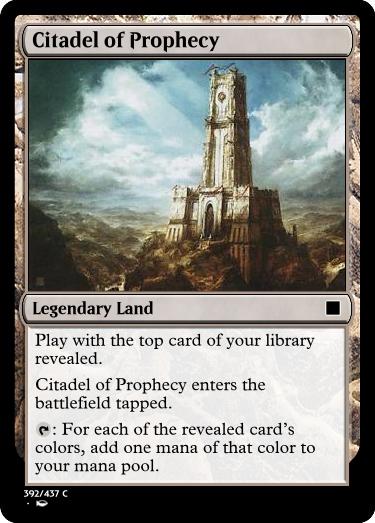 Citadel of Prophecy
Legendary Land
Play with the top card of your library
revealed.
Citadel of Prophecy enters the
battlefield tapped.
: For each of the revealed card's
colors, add one mana of that color to
your mana pool.
392/437 C